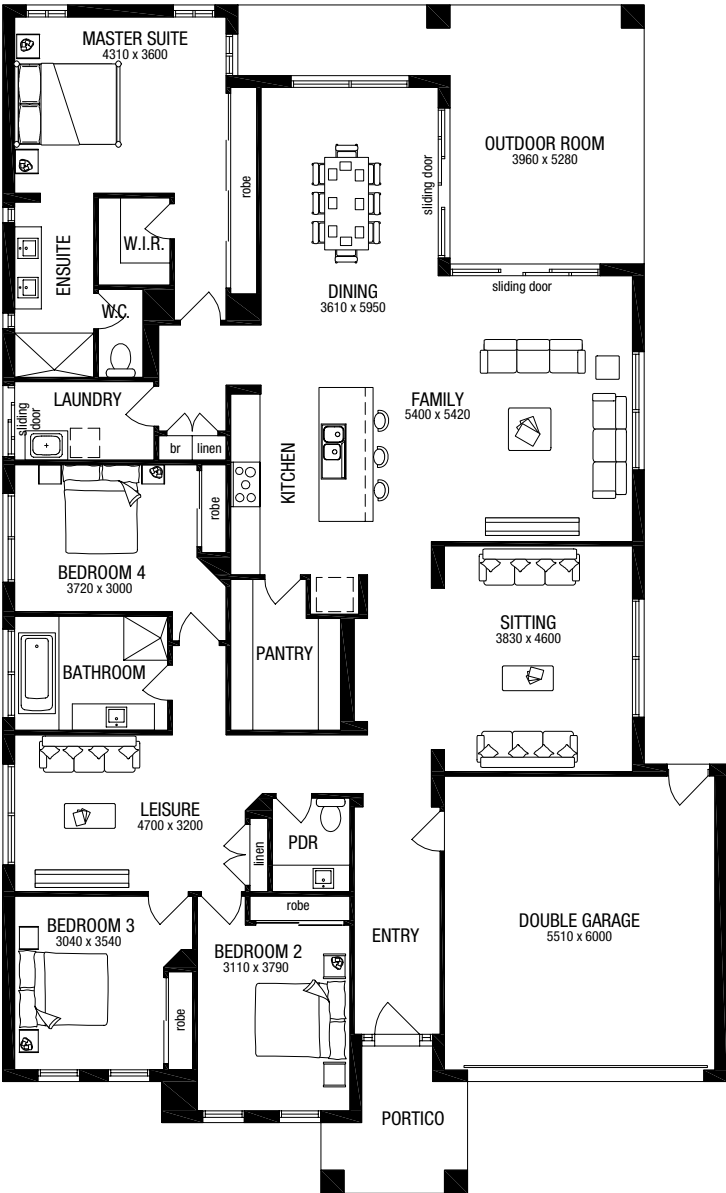 MASTER SUITE
4310 x 3600
OUTDOOR ROOM
3960 x 5280
sliding door
robe
W.I.R.
ENSUITE
W.C.
DINING
3610 x 5950
sliding door
LAUNDRY
sliding
door
FAMILY
5400 x 5420
br
linen
KITCHEN
robe
BEDROOM 4
3720 x 3000
SITTING
3830 x 4600
PANTRY
BATHROOM
LEISURE
4700 x 3200
PDR
linen
robe
BEDROOM 3
3040 x 3540
BEDROOM 2
3110 x 3790
ENTRY
DOUBLE GARAGE
5510 x 6000
robe
PORTICO